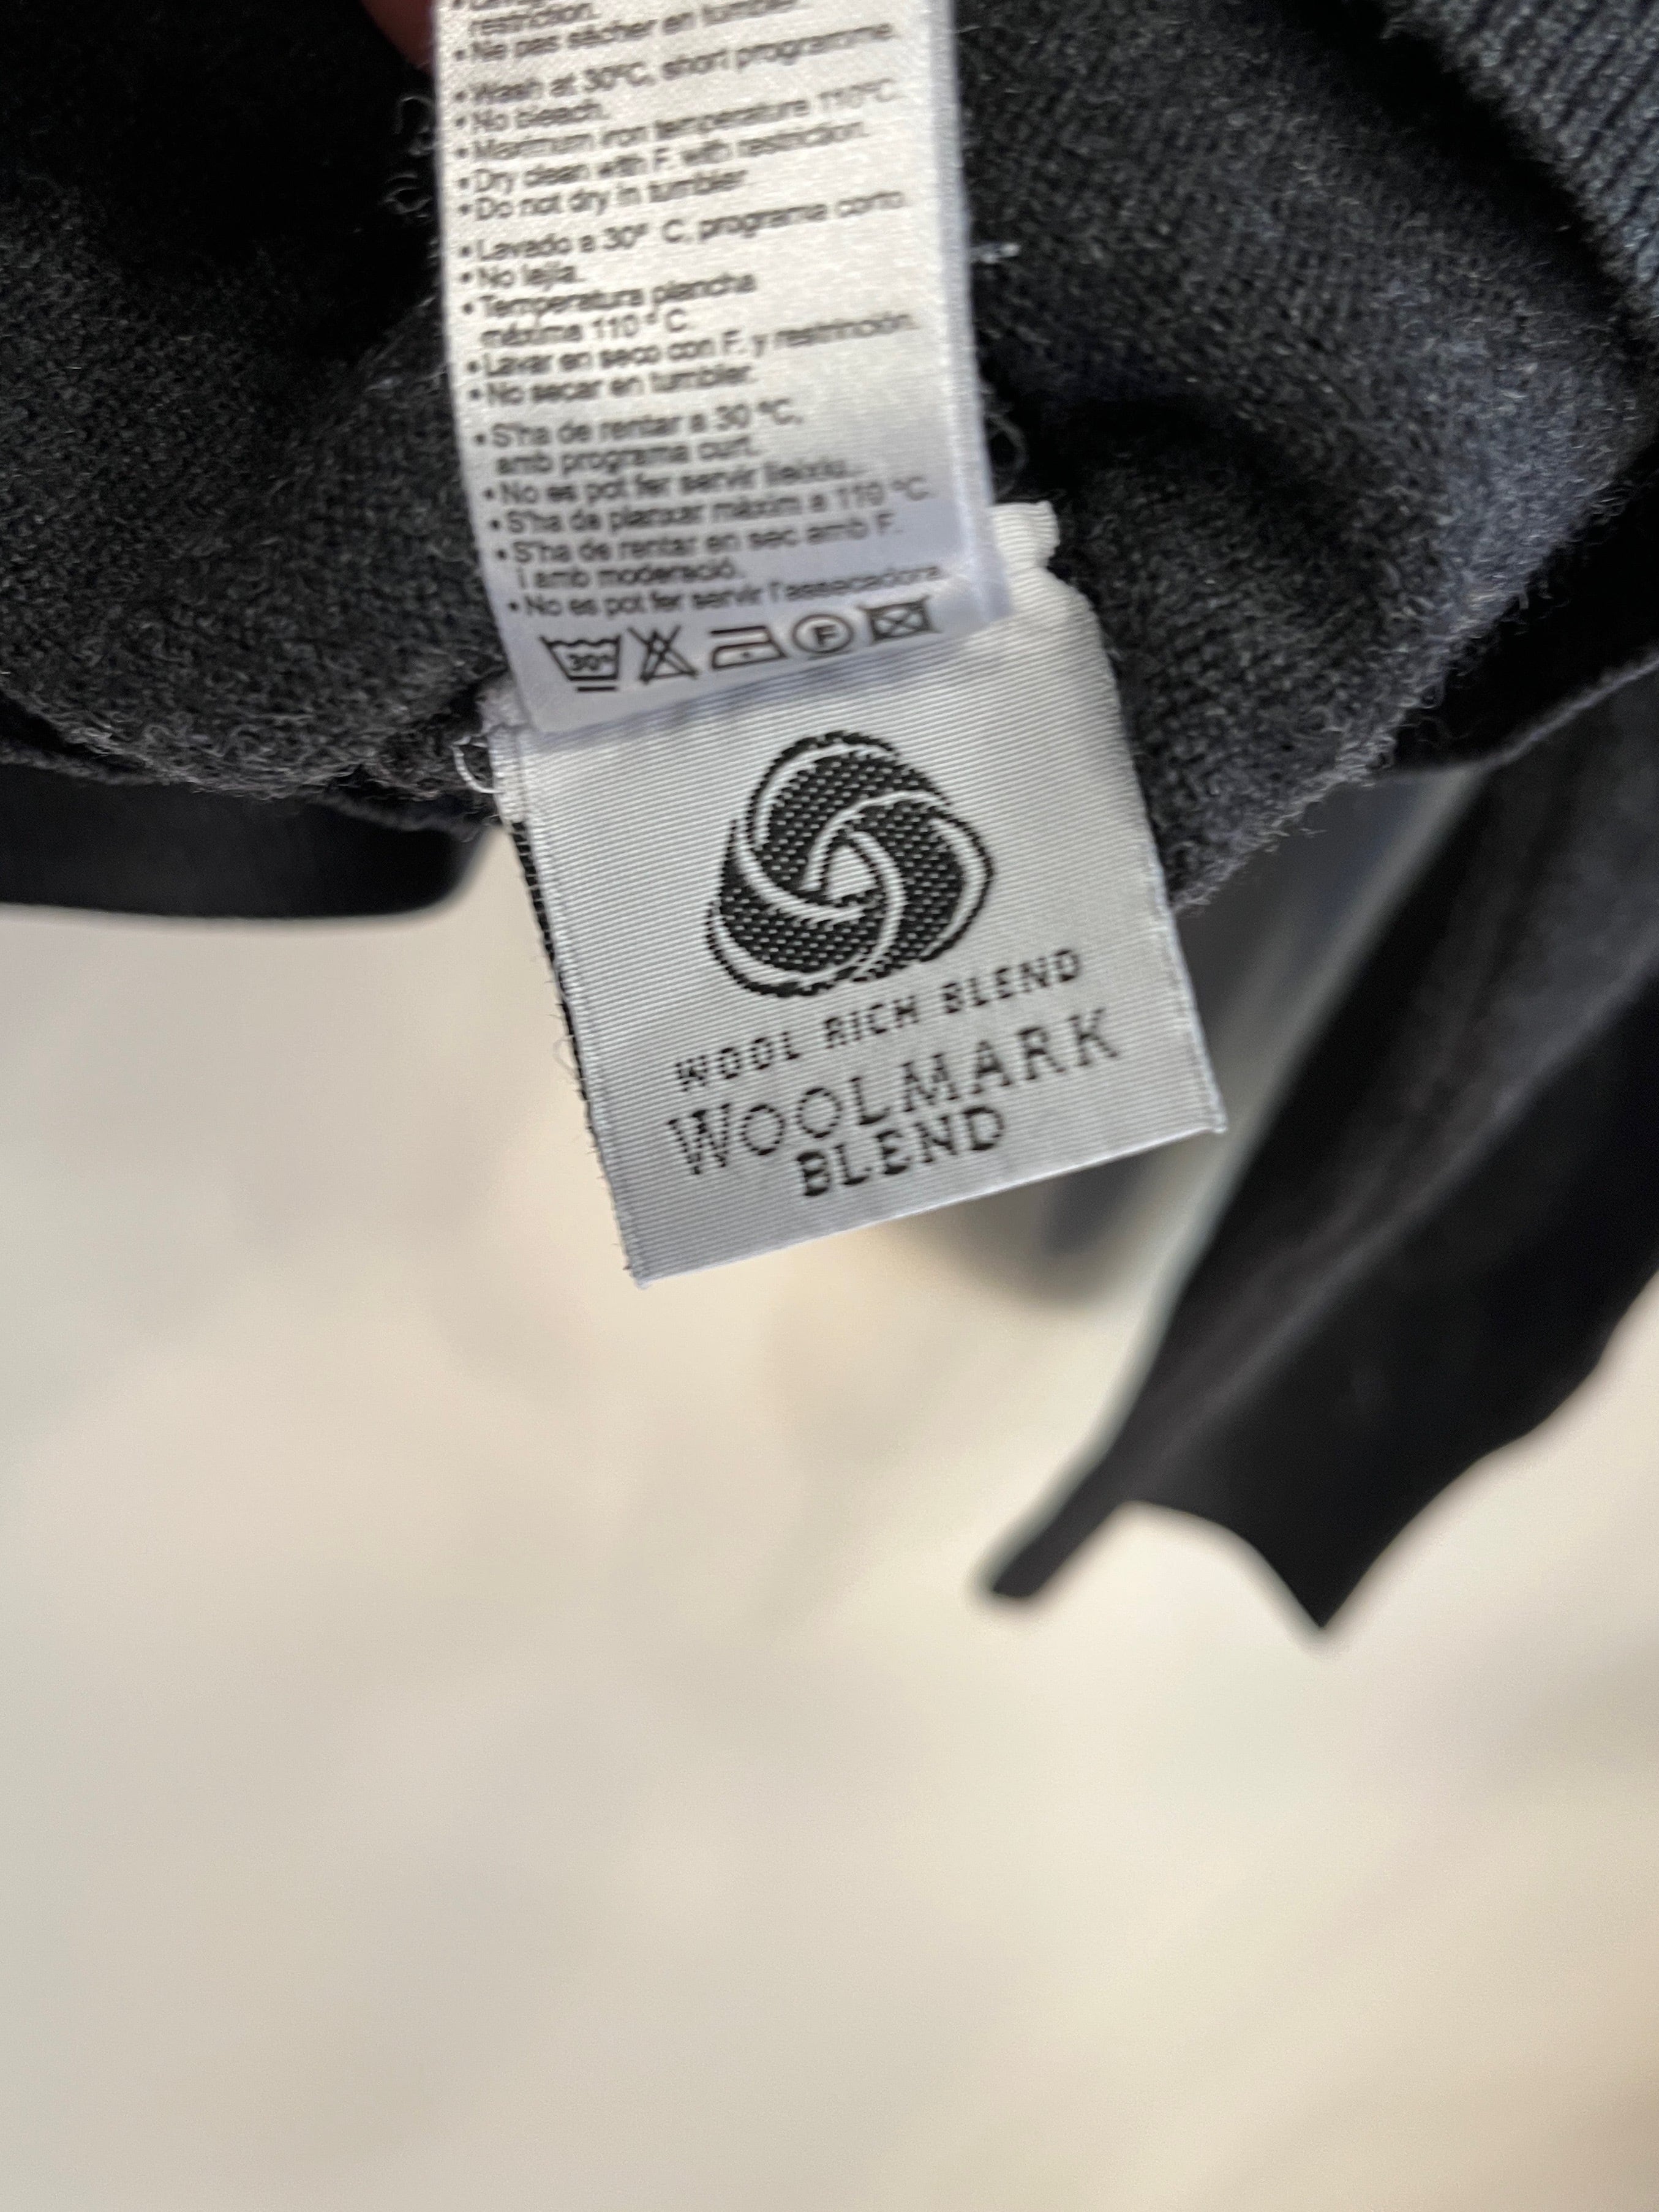 restriction.
• Ne pas sécher en tumbler.
• Wash at 30ºC, short programme.
• No bleach.
• Maximum iron temperature 110ºC.
• Dry clean with F. with restriction.
• Do not dry in tumbler.
• Lavado a 30º C, programa corto.
• No lejía.
• Temperatura plancha
máxima 110 º C.
• Lavar en seco con F. y restrinción.
• No secar en tumbler.
• S'ha de rentar a 30 ºC,
amb programa curt.
• No es pot fer servir lleixiu..
• S'ha de planxar màxim a 110 ºC.
• S'ha de rentar en sec amb F.
i amb moderació.
• No es pot fer servir l'assecadora.
30º F
WOOL RICH BLEND
WOOLMARK
BLEND